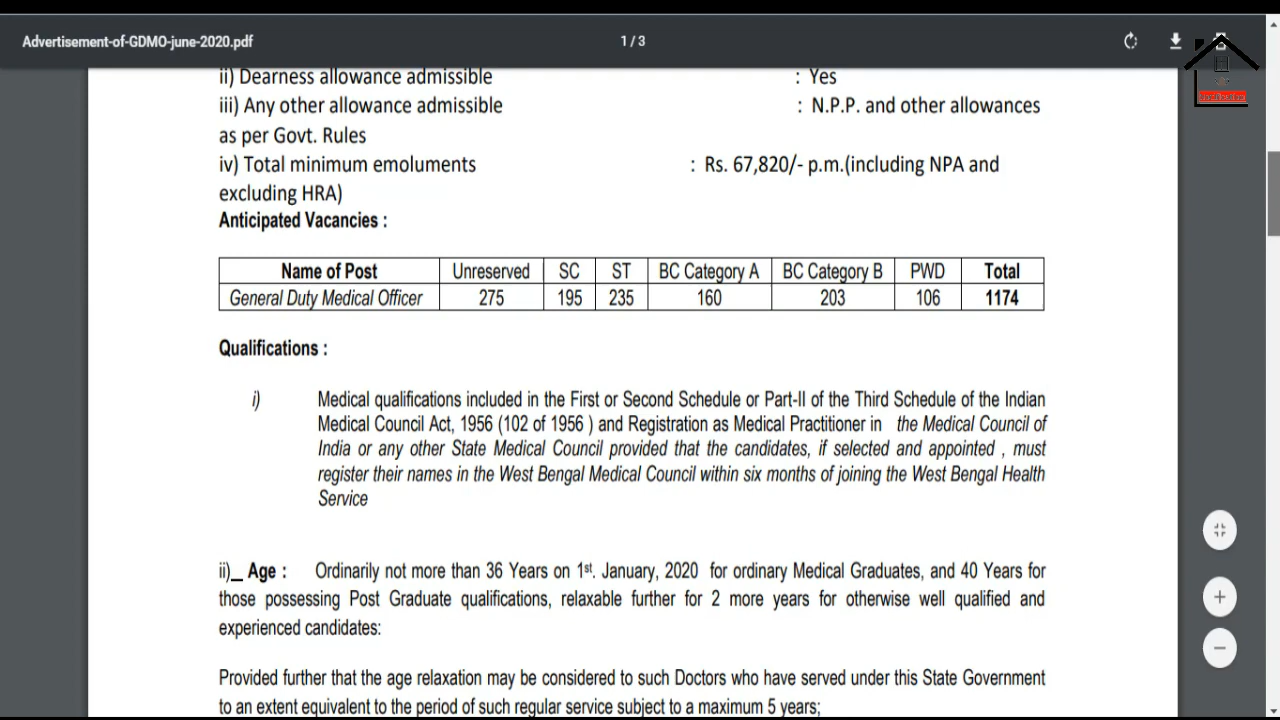 Advertisement-of-GDMO-june-2020.pdf
1 / 3
ii) Dearness allowance admissible : Yes
iii) Any other allowance admissible : N.P.P. and other allowances
as per Govt. Rules
iv) Total minimum emoluments : Rs. 67,820/- p.m.(including NPA and
excluding HRA)
Anticipated Vacancies :
Name of Post Unreserved SC ST BC Category A BC Category B PWD Total
General Duty Medical Officer 275 195 235 160 203 106 1174
Qualifications :
i) Medical qualifications included in the First or Second Schedule or Part-II of the Third Schedule of the Indian
Medical Council Act, 1956 (102 of 1956 ) and Registration as Medical Practitioner in the Medical Council of
India or any other State Medical Council provided that the candidates, if selected and appointed , must
register their names in the West Bengal Medical Council within six months of joining the West Bengal Health
Service
ii)_ Age : Ordinarily not more than 36 Years on 1st. January, 2020 for ordinary Medical Graduates, and 40 Years for
those possessing Post Graduate qualifications, relaxable further for 2 more years for otherwise well qualified and
experienced candidates:
Provided further that the age relaxation may be considered to such Doctors who have served under this State Government
to an extent equivalent to the period of such regular service subject to a maximum 5 years;